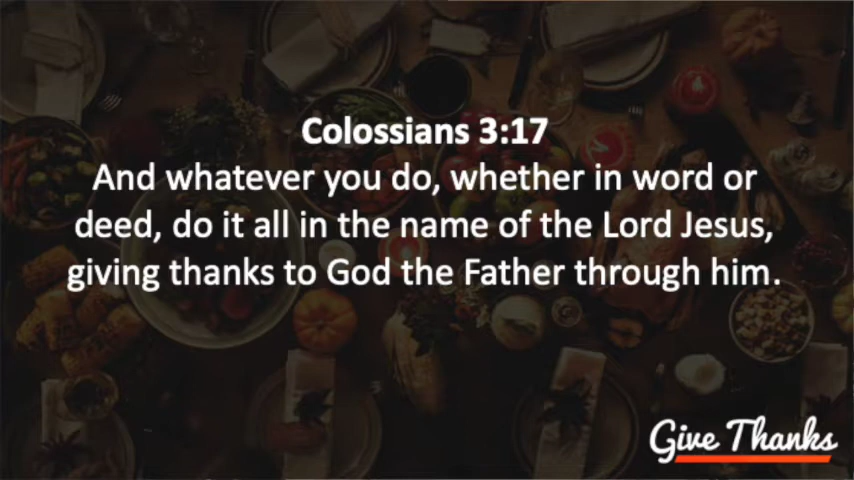 Colossians 3:17
And whatever you do, whether in word or
deed, do it all in the name of the Lord Jesus,
giving thanks to God the Father through him.
Give Thanks